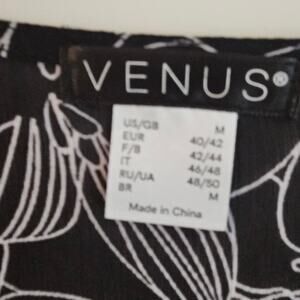 VENUS®
US/GB M
EUR 40/42
F/B 42/44
IT 46/48
RU/UA 48/50
BR M
Made in China